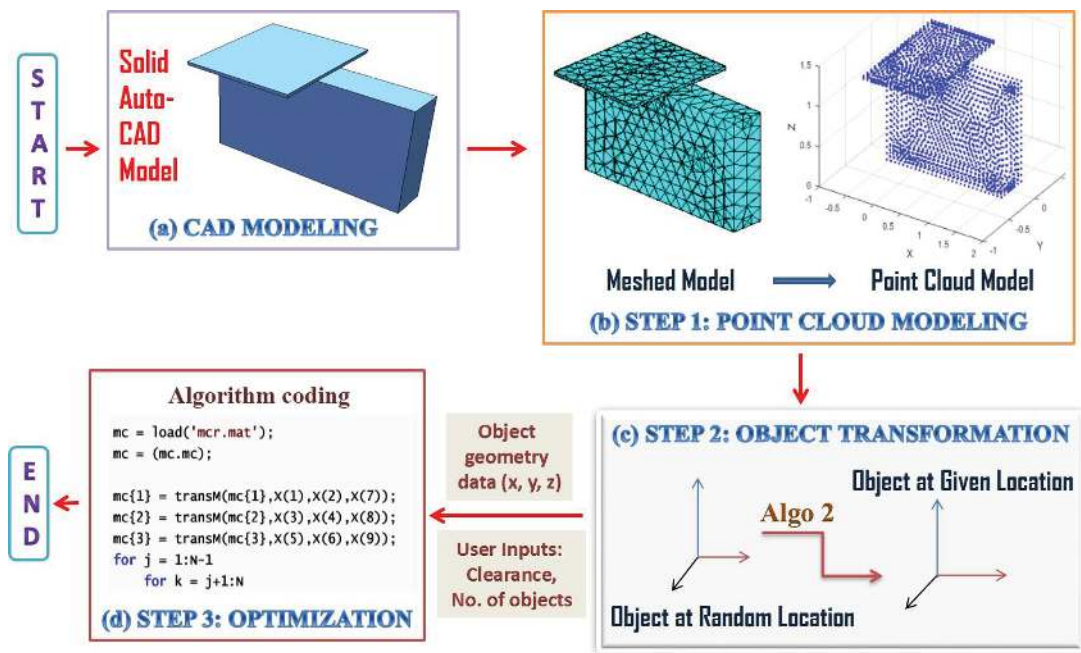 START
Solid
Auto-
CAD
Model
(a) CAD MODELING
1.5
1
0.5
0
Z
-1
-0.5
0
0.5
1
1.5
2
X
-1
-0.5
0
Y
Meshed Model
Point Cloud Model
(b) STEP 1: POINT CLOUD MODELING
(c) STEP 2: OBJECT TRANSFORMATION
Object at Given Location
Algo 2
Object at Random Location
Object
geometry
data (x, y, z)
User Inputs:
Clearance,
No. of objects
Algorithm coding
mc = load('mcr.mat');
mc = (mc.mc);
mc{1} = transM(mc{1},X(1),X(2),X(7));
mc{2} = transM(mc{2},X(3),X(4),X(8));
mc{3} = transM(mc{3},X(5),X(6),X(9));
for j = 1:N-1
for k = j+1:N
(d) STEP 3: OPTIMIZATION
END